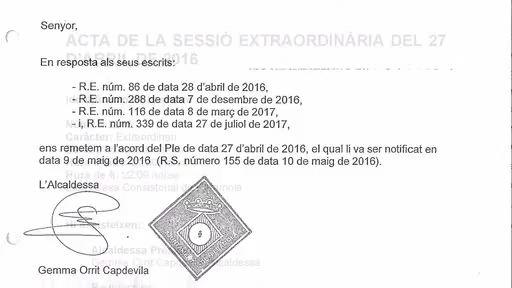 Senyor,
ACTA DE LA SESSIÓ EXTRAORDINÀRIA DEL 27
D'ABRIL DE 2016
En resposta als seus escrits:
- R.E. núm. 86 de data 28 d'abril de 2016,
- R.E. núm. 288 de data 7 de desembre de 2016,
- R.E. núm. 116 de data 8 de març de 2017,
- i, R.E. núm. 339 de data 27 de juliol de 2017,
Caràcter: Extraordinari
ens remetem a l'acord del Ple de data 27 d'abril de 2016, el qual li va ser notificat en
data 9 de maig de 2016 (R.S. número 155 de data 10 de maig de 2016).
L'Alcaldessa
Alcaldessa
Gemma Orrit Capdevila